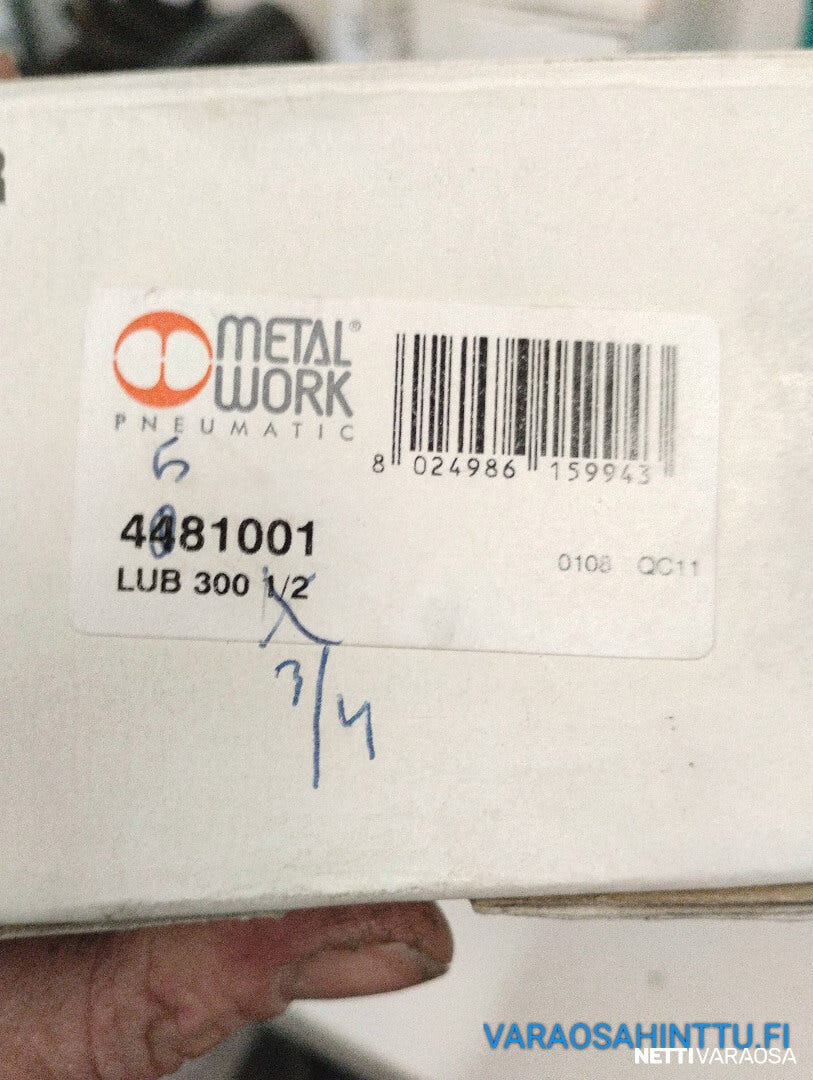 METAL®
WORK
PNEUMATIC
8 024986 159943
5
4481001
0108 QC11
LUB 300 1/2
3/4
VARAOSAHINTTU.FI
NETTIVARAOSA